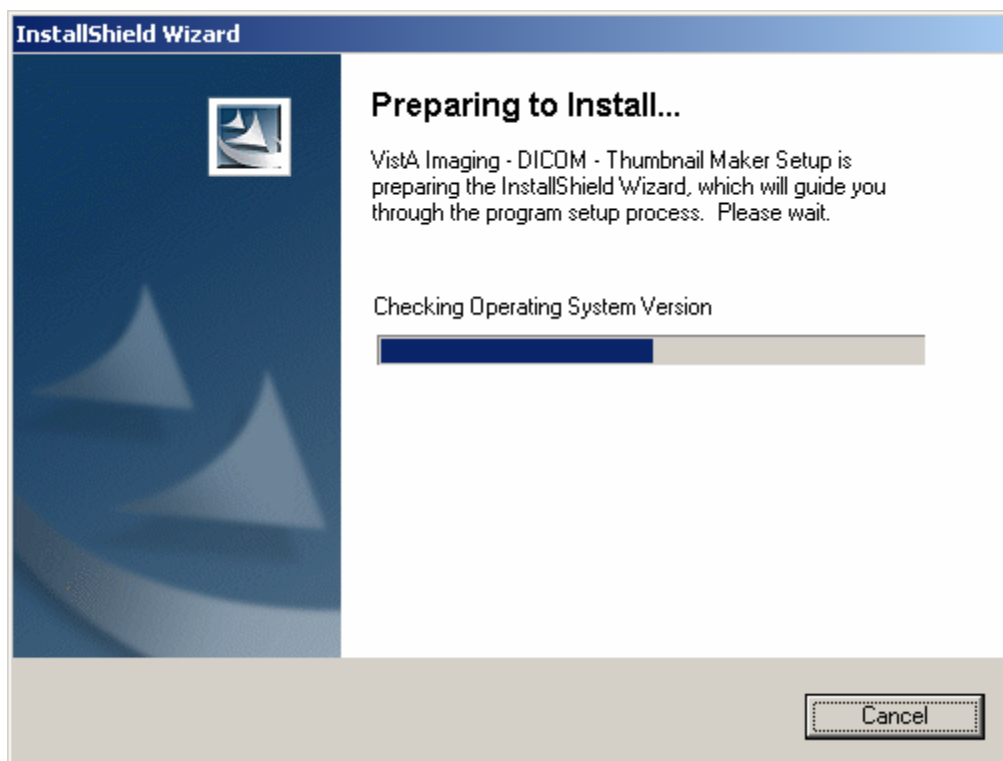 InstallShield Wizard
Preparing to Install...
VistA Imaging - DICOM - Thumbnail Maker Setup is
preparing the InstallShield Wizard, which will guide you
through the program setup process.  Please wait.
Checking Operating System Version
Cancel